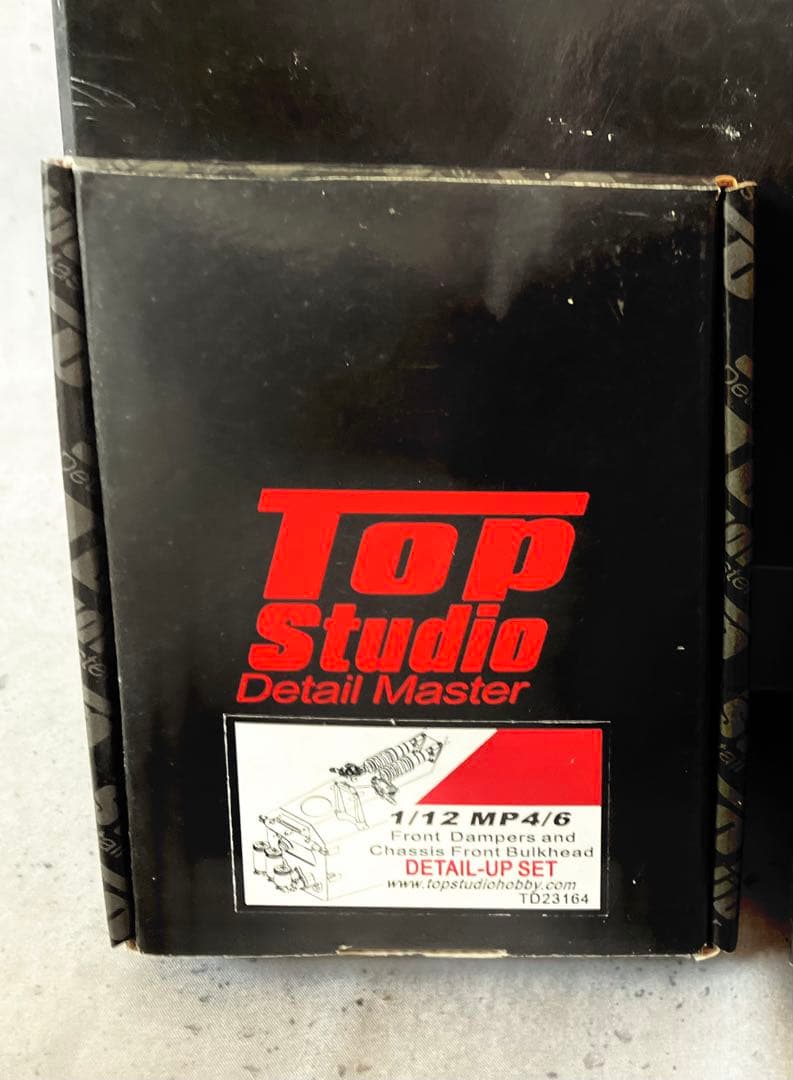 Top
Studio
Detail Master
1/12 MP4/6
Front Dampers and
Chassis Front Bulkhead
DETAIL-UP SET
www.topstudiohobby.com
TD23164